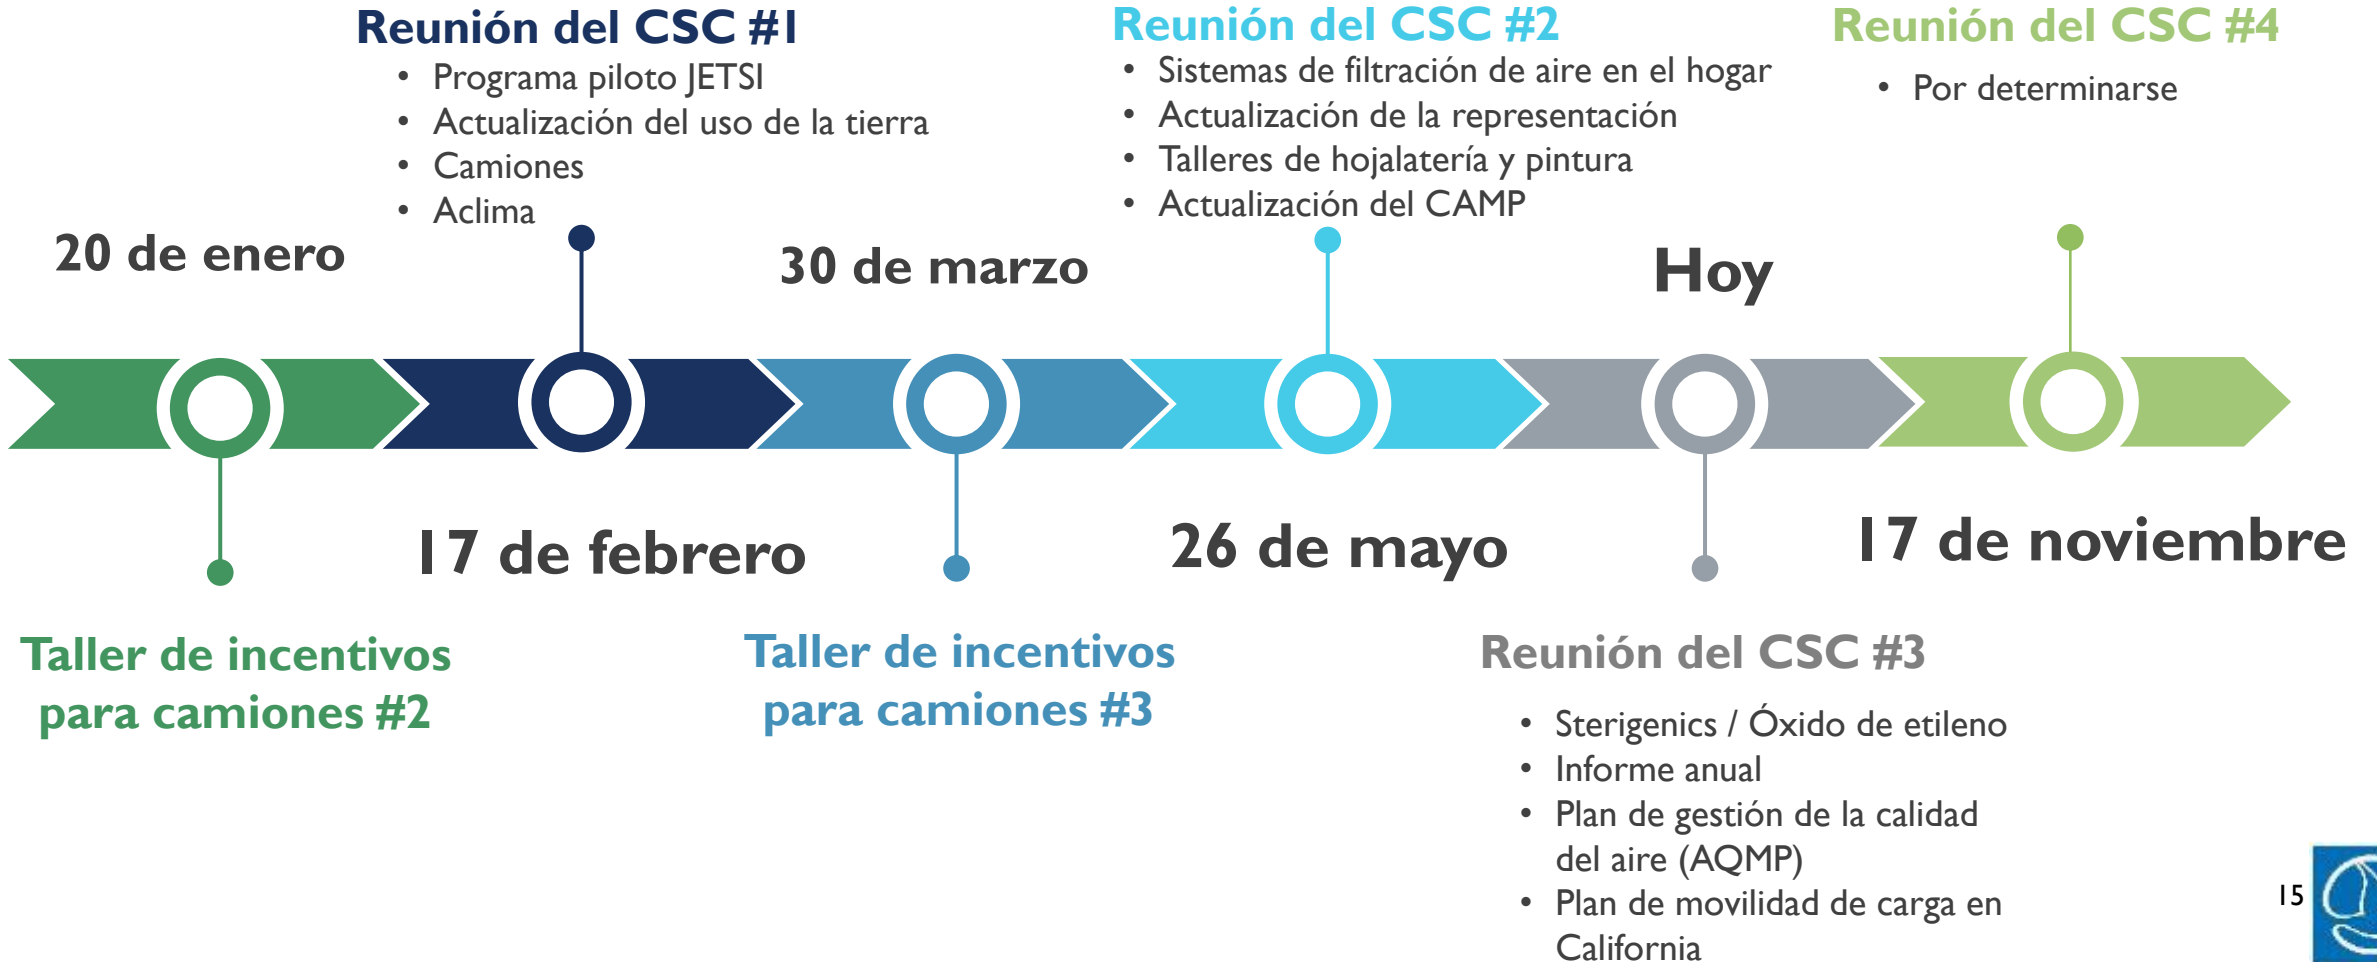 Reunión del CSC #1
• Programa piloto JETSI
• Actualización del uso de la tierra
• Camiones
• Aclima
Reunión del CSC #2
• Sistemas de filtración de aire en el hogar
• Actualización de la representación
• Talleres de hojalatería y pintura
• Actualización del CAMP
Reunión del CSC #4
• Por determinarse
20 de enero
30 de marzo
Hoy
17 de febrero
26 de mayo
17 de noviembre
Taller de incentivos
para camiones #2
Taller de incentivos
para camiones #3
Reunión del CSC #3
• Sterigenics / Óxido de etileno
• Informe anual
• Plan de gestión de la calidad
del aire (AQMP)
• Plan de movilidad de carga en
California
15